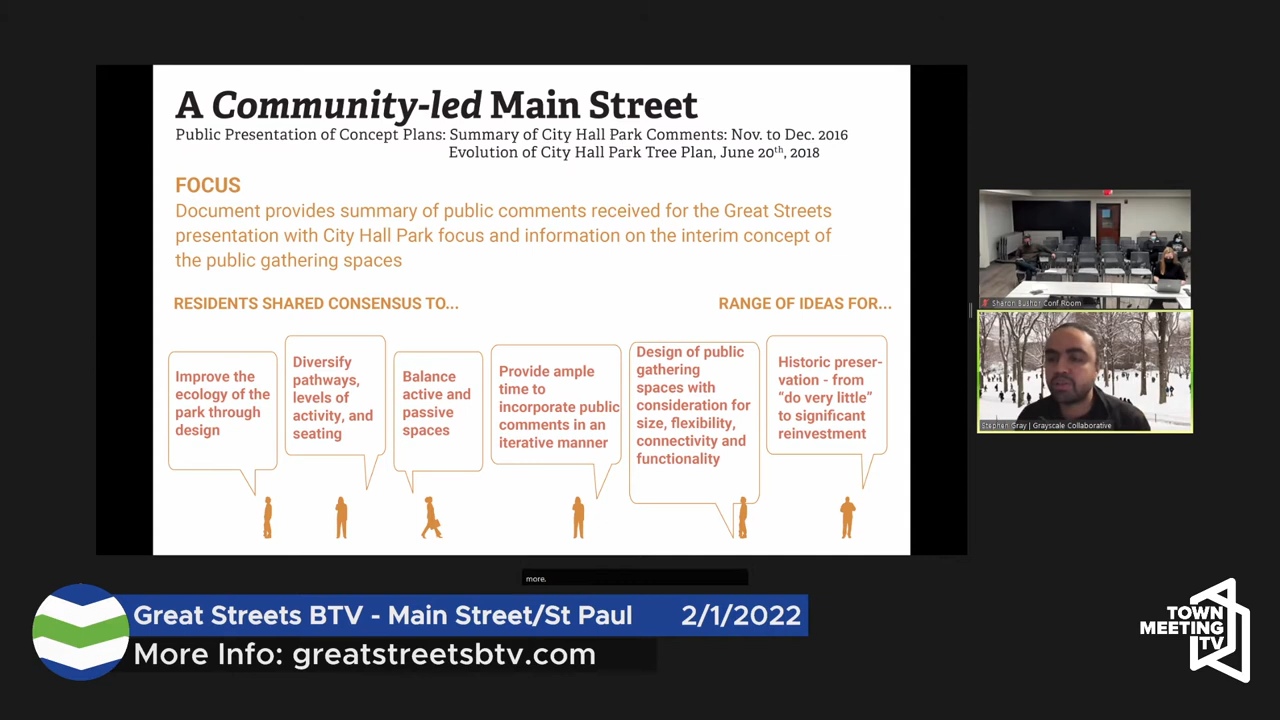 A Community-led Main Street
Public Presentation of Concept Plans: Summary of City Hall Park Comments: Nov. to Dec. 2016
Evolution of City Hall Park Tree Plan, June 20th, 2018
FOCUS
Document provides summary of public comments received for the Great Streets
presentation with City Hall Park focus and information on the interim concept of
the public gathering spaces
RESIDENTS SHARED CONSENSUS TO...
RANGE OF IDEAS FOR...
Improve the
ecology of the
park through
design
Diversify
pathways,
levels of
activity, and
seating
Balance
active and
passive
spaces
Provide ample
time to
incorporate public
comments in an
iterative manner
Design of public
gathering
spaces with
consideration for
size, flexibility,
connectivity and
functionality
Historic preser-
vation - from
“do very little”
to significant
reinvestment
Sharon Bushor Conf Room
Stephen Gray | Grayscale Collaborative
more.
Great Streets BTV - Main Street/St Paul 2/1/2022
More Info: greatstreetsbtv.com
TOWN
MEETING
TV